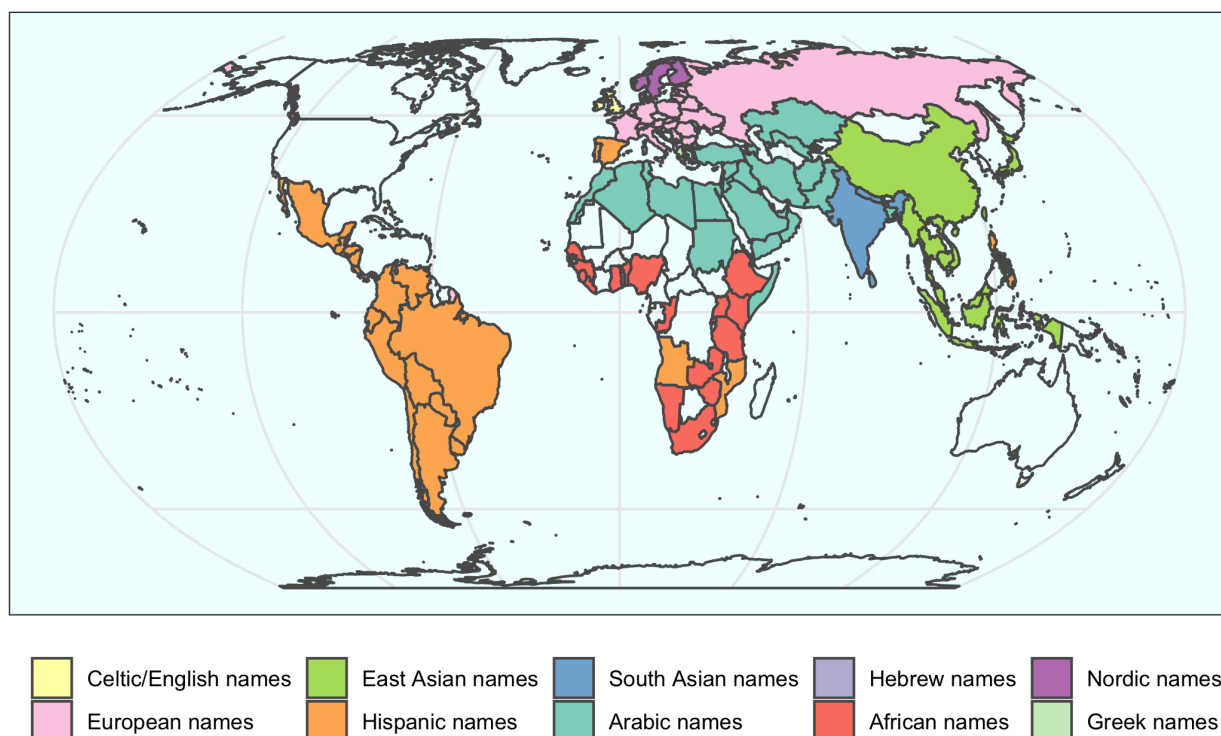 Celtic/English names East Asian names South Asian names Hebrew names Nordic names
European names Hispanic names Arabic names African names Greek names